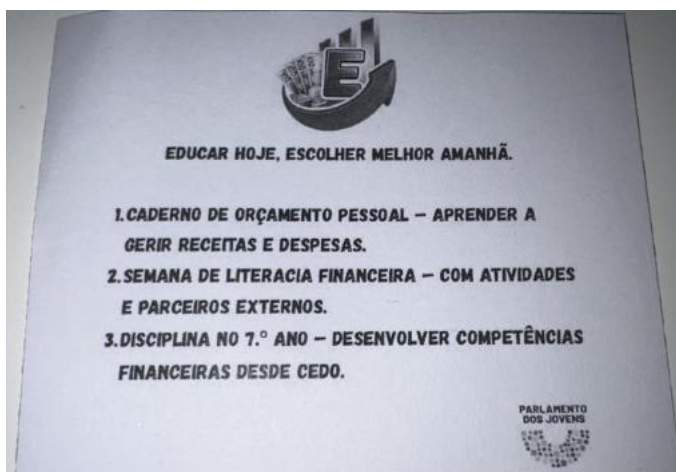 E
EDUCAR HOJE, ESCOLHER MELHOR AMANHÃ.
1. CADERNO DE ORÇAMENTO PESSOAL – APRENDER A
GERIR RECEITAS E DESPESAS.
2. SEMANA DE LITERACIA FINANCEIRA – COM ATIVIDADES
E PARCEIROS EXTERNOS.
3. DISCIPLINA NO 7.º ANO – DESENVOLVER COMPETÊNCIAS
FINANCEIRAS DESDE CEDO.
PARLAMENTO
DOS JOVENS